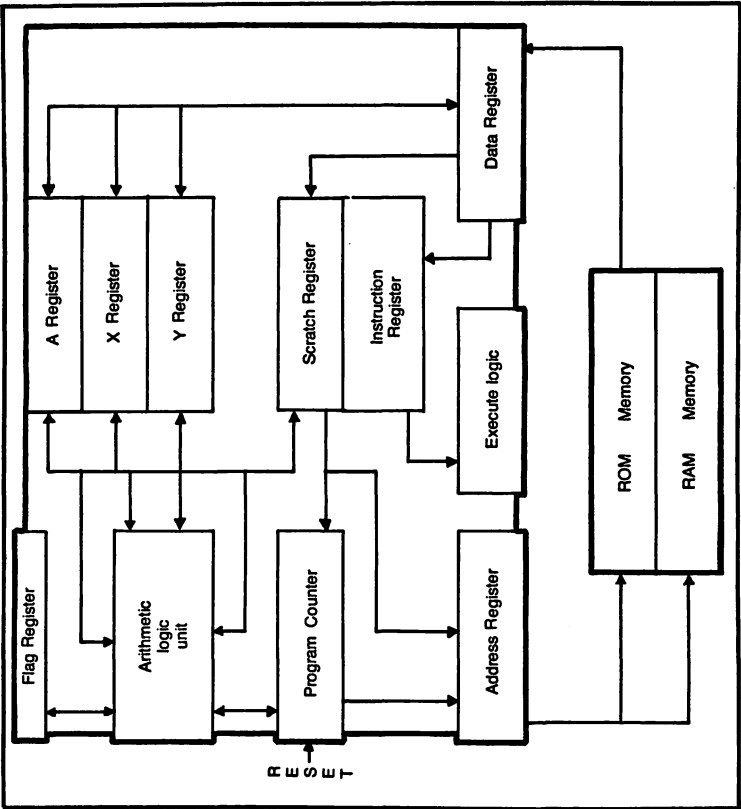 Flag Register
Arithmetic
logic
unit
Program Counter
Address Register
A Register
X Register
Y Register
Scratch Register
Instruction
Register
Execute logic
Data Register
ROM Memory
RAM Memory
RESET